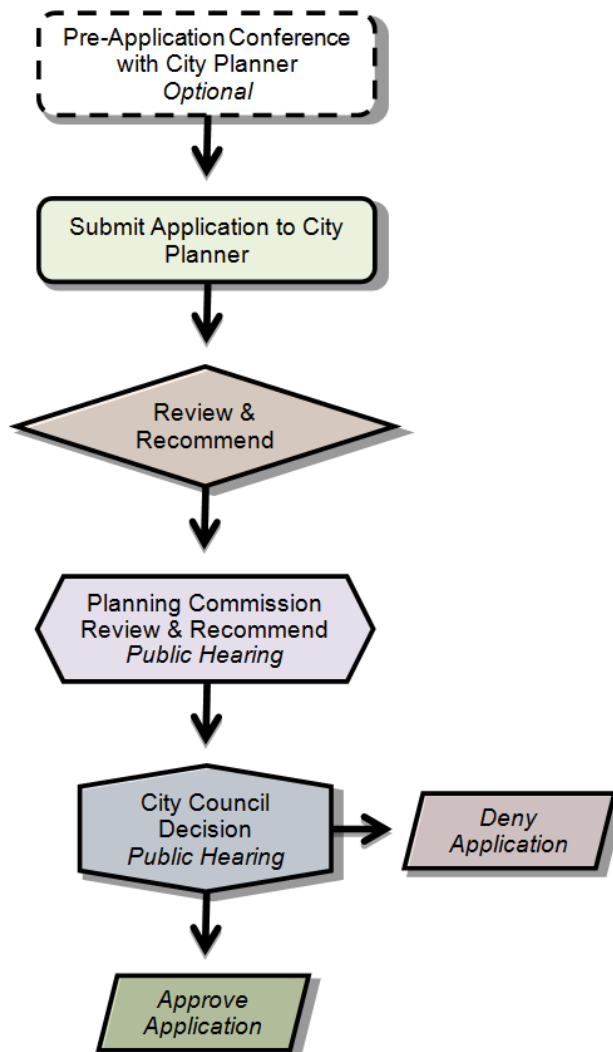 Pre-Application Conference
with City Planner
Optional
Submit Application to City
Planner
Review &
Recommend
Planning Commission
Review & Recommend
Public Hearing
City Council
Decision
Public Hearing
Deny
Application
Approve
Application